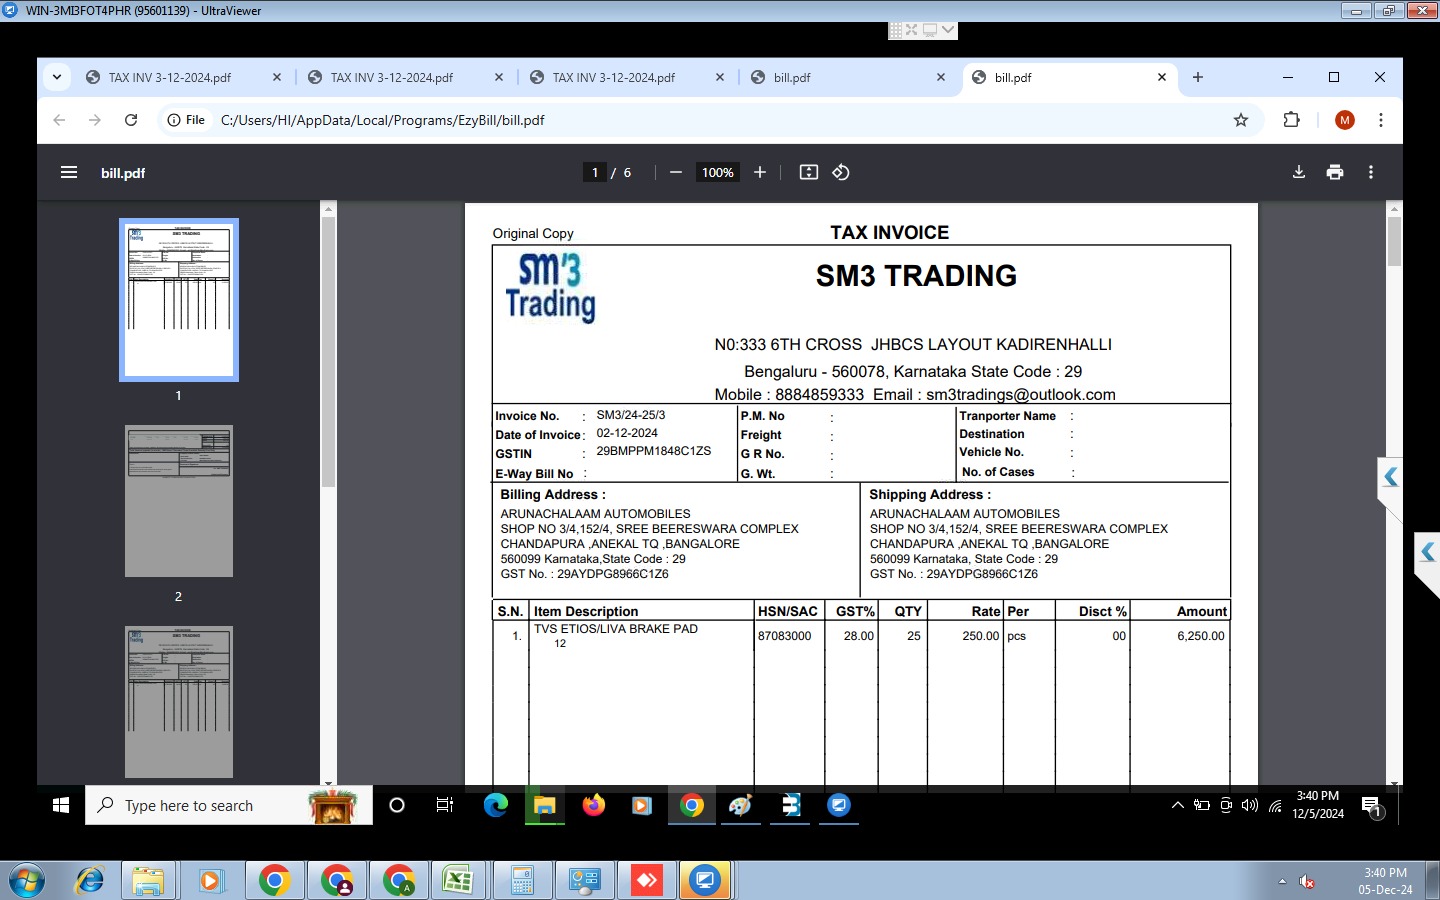 WIN-3MI3FOT4PHR (95601139) - UltraViewer
TAX INV 3-12-2024.pdf
TAX INV 3-12-2024.pdf
TAX INV 3-12-2024.pdf
bill.pdf
bill.pdf
File
C:/Users/HI/AppData/Local/Programs/EzyBill/bill.pdf
M
bill.pdf
1 / 6
100%
1
2
Original Copy
TAX INVOICE
sm'3
Trading
SM3 TRADING
N0:333 6TH CROSS JHBCS LAYOUT KADIRENHALLI
Bengaluru - 560078, Karnataka State Code : 29
Mobile : 8884859333 Email : sm3tradings@outlook.com
Invoice No. : SM3/24-25/3
Date of Invoice : 02-12-2024
GSTIN : 29BMPPM1848C1ZS
E-Way Bill No :
P.M. No :
Freight :
G R No. :
G. Wt. :
Tranporter Name :
Destination :
Vehicle No. :
No. of Cases :
Billing Address :
ARUNACHALAAM AUTOMOBILES
SHOP NO 3/4,152/4, SREE BEERESWARA COMPLEX
CHANDAPURA ,ANEKAL TQ ,BANGALORE
560099 Karnataka,State Code : 29
GST No. : 29AYDPG8966C1Z6
Shipping Address :
ARUNACHALAAM AUTOMOBILES
SHOP NO 3/4,152/4, SREE BEERESWARA COMPLEX
CHANDAPURA ,ANEKAL TQ ,BANGALORE
560099 Karnataka, State Code : 29
GST No. : 29AYDPG8966C1Z6
S.N. Item Description HSN/SAC GST% QTY Rate Per Disct % Amount
1. TVS ETIOS/LIVA BRAKE PAD 87083000 28.00 25 250.00 pcs 00 6,250.00
12
Type here to search
3:40 PM
12/5/2024
1
A
3:40 PM
05-Dec-24